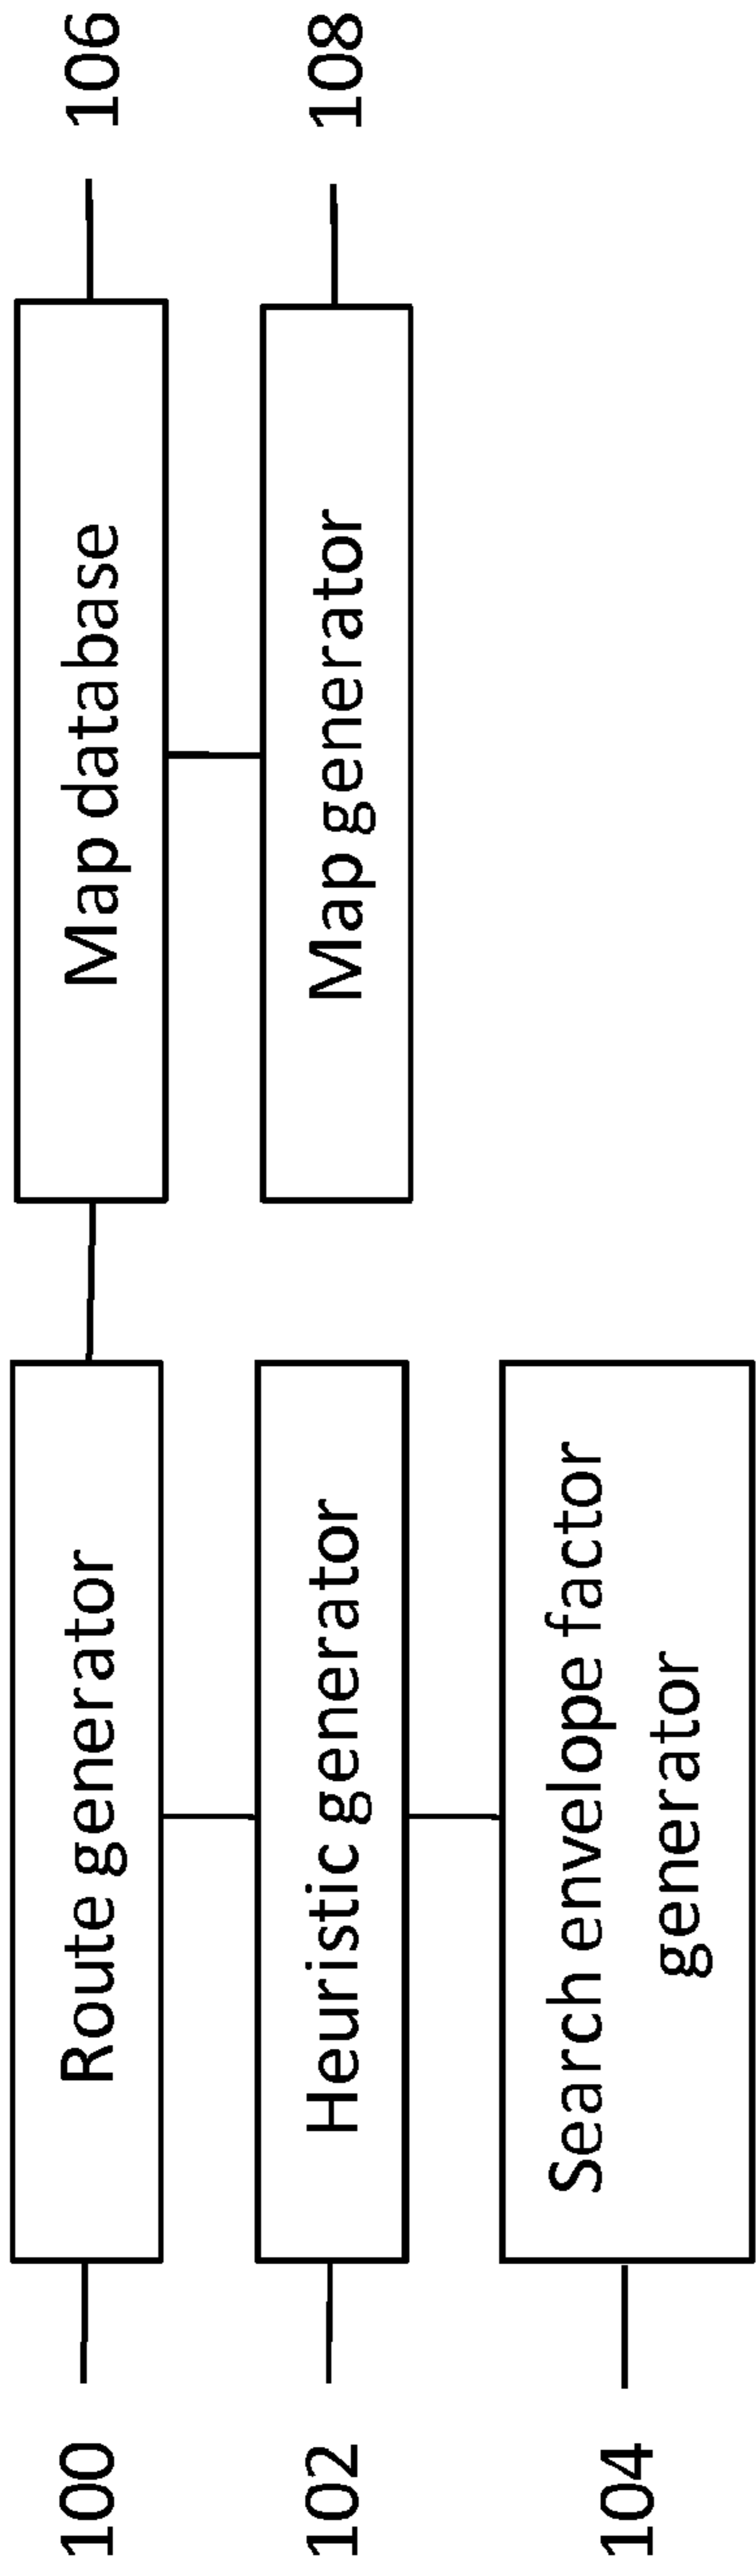 100
Route generator
Map database
106
102
Heuristic generator
Map generator
108
104
Search envelope factor
generator